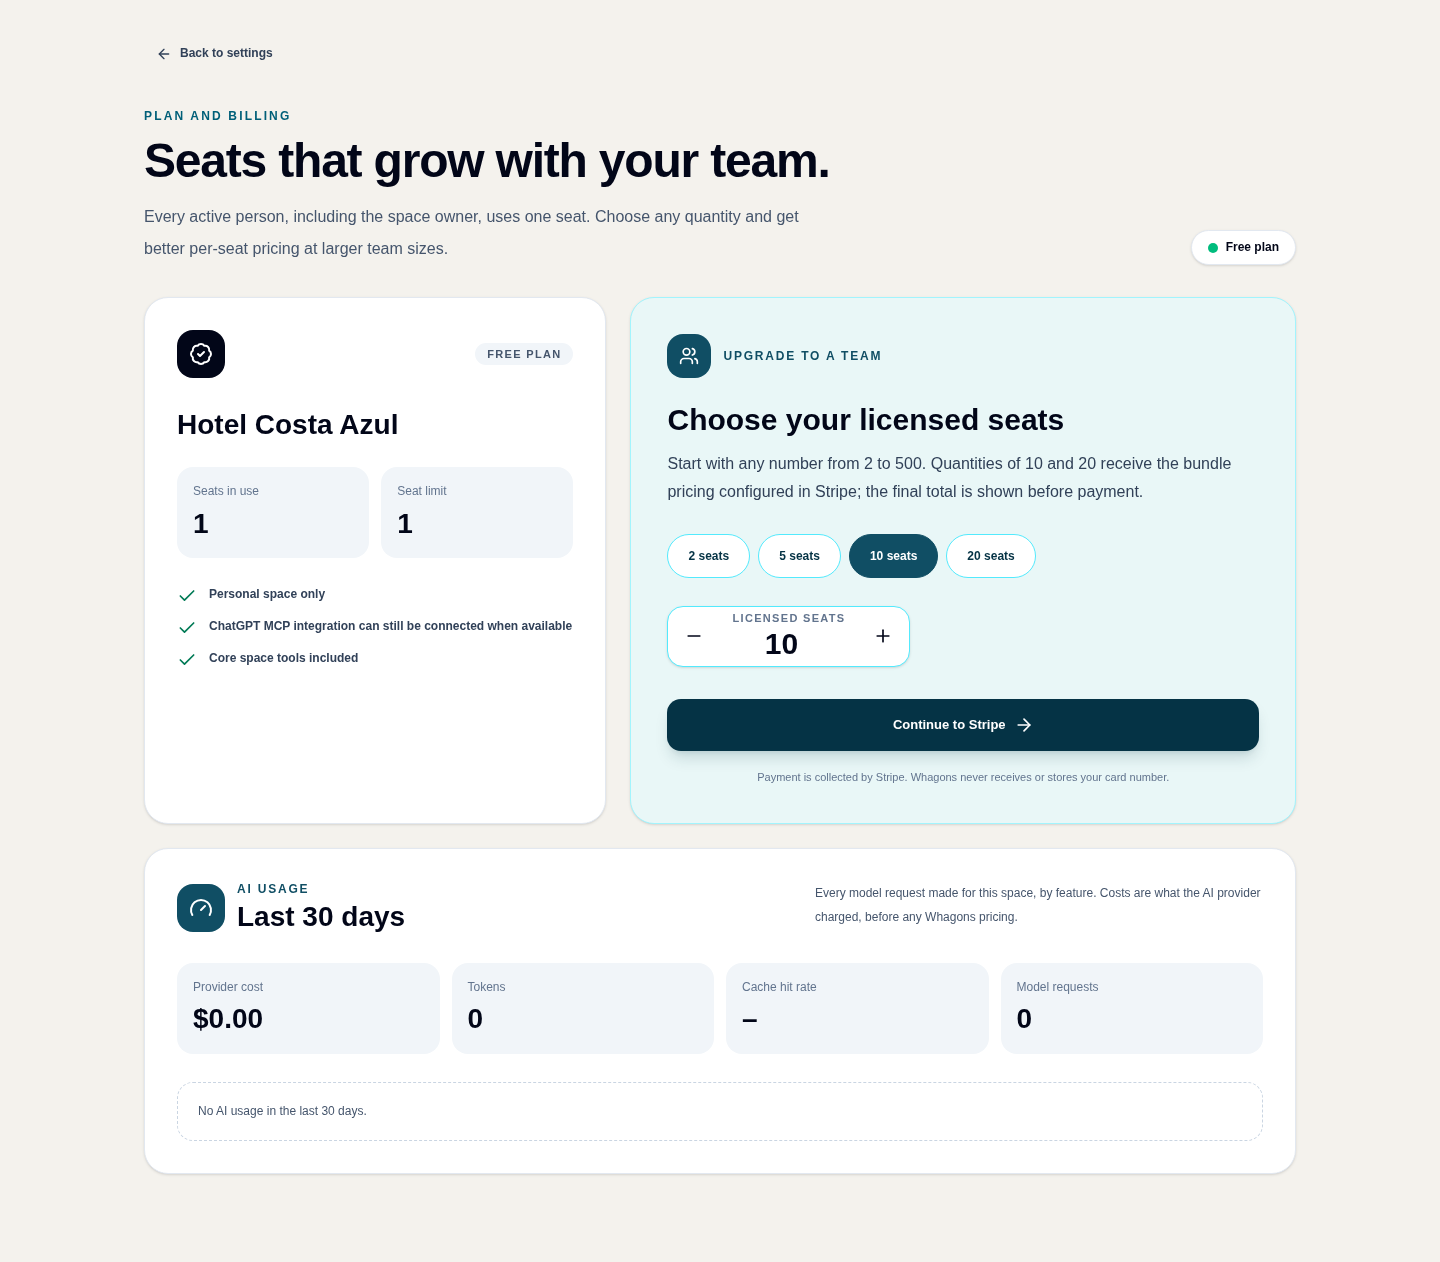 Back to settings
PLAN AND BILLING
Seats that grow with your team.
Every active person, including the space owner, uses one seat. Choose any quantity and get
better per-seat pricing at larger team sizes.
Free plan
FREE PLAN
Hotel Costa Azul
Seats in use
1
Seat limit
1
Personal space only
ChatGPT MCP integration can still be connected when available
Core space tools included
UPGRADE TO A TEAM
Choose your licensed seats
Start with any number from 2 to 500. Quantities of 10 and 20 receive the bundle
pricing configured in Stripe; the final total is shown before payment.
2 seats
5 seats
10 seats
20 seats
LICENSED SEATS
10
Continue to Stripe
Payment is collected by Stripe. Whagons never receives or stores your card number.
AI USAGE
Last 30 days
Every model request made for this space, by feature. Costs are what the AI provider
charged, before any Whagons pricing.
Provider cost
$0.00
Tokens
0
Cache hit rate
–
Model requests
0
No AI usage in the last 30 days.